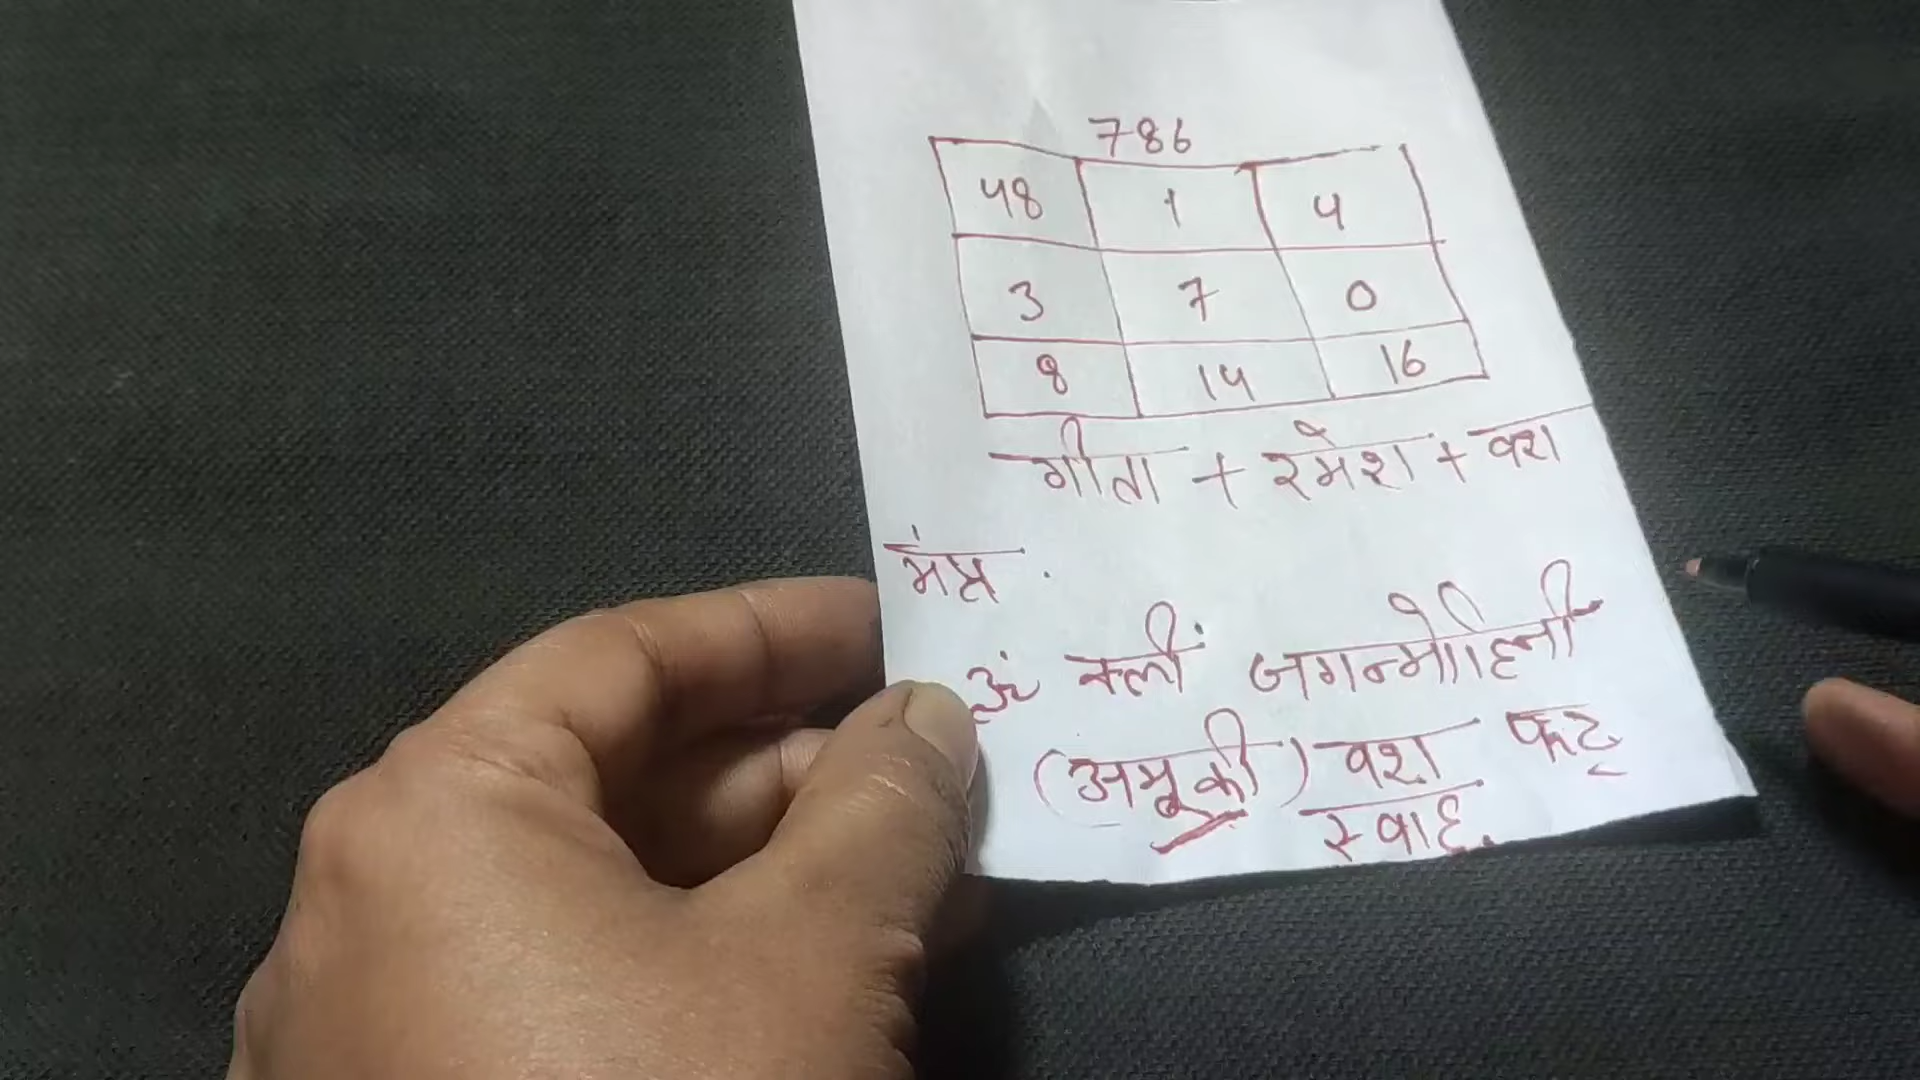 786
48 1 4
3 7 0
8 14 16
गीता + रमेश + वश
मंत्र
ॐ क्लीं जगन्मोहिनी
(अमूकी) वश फट्
स्वाह